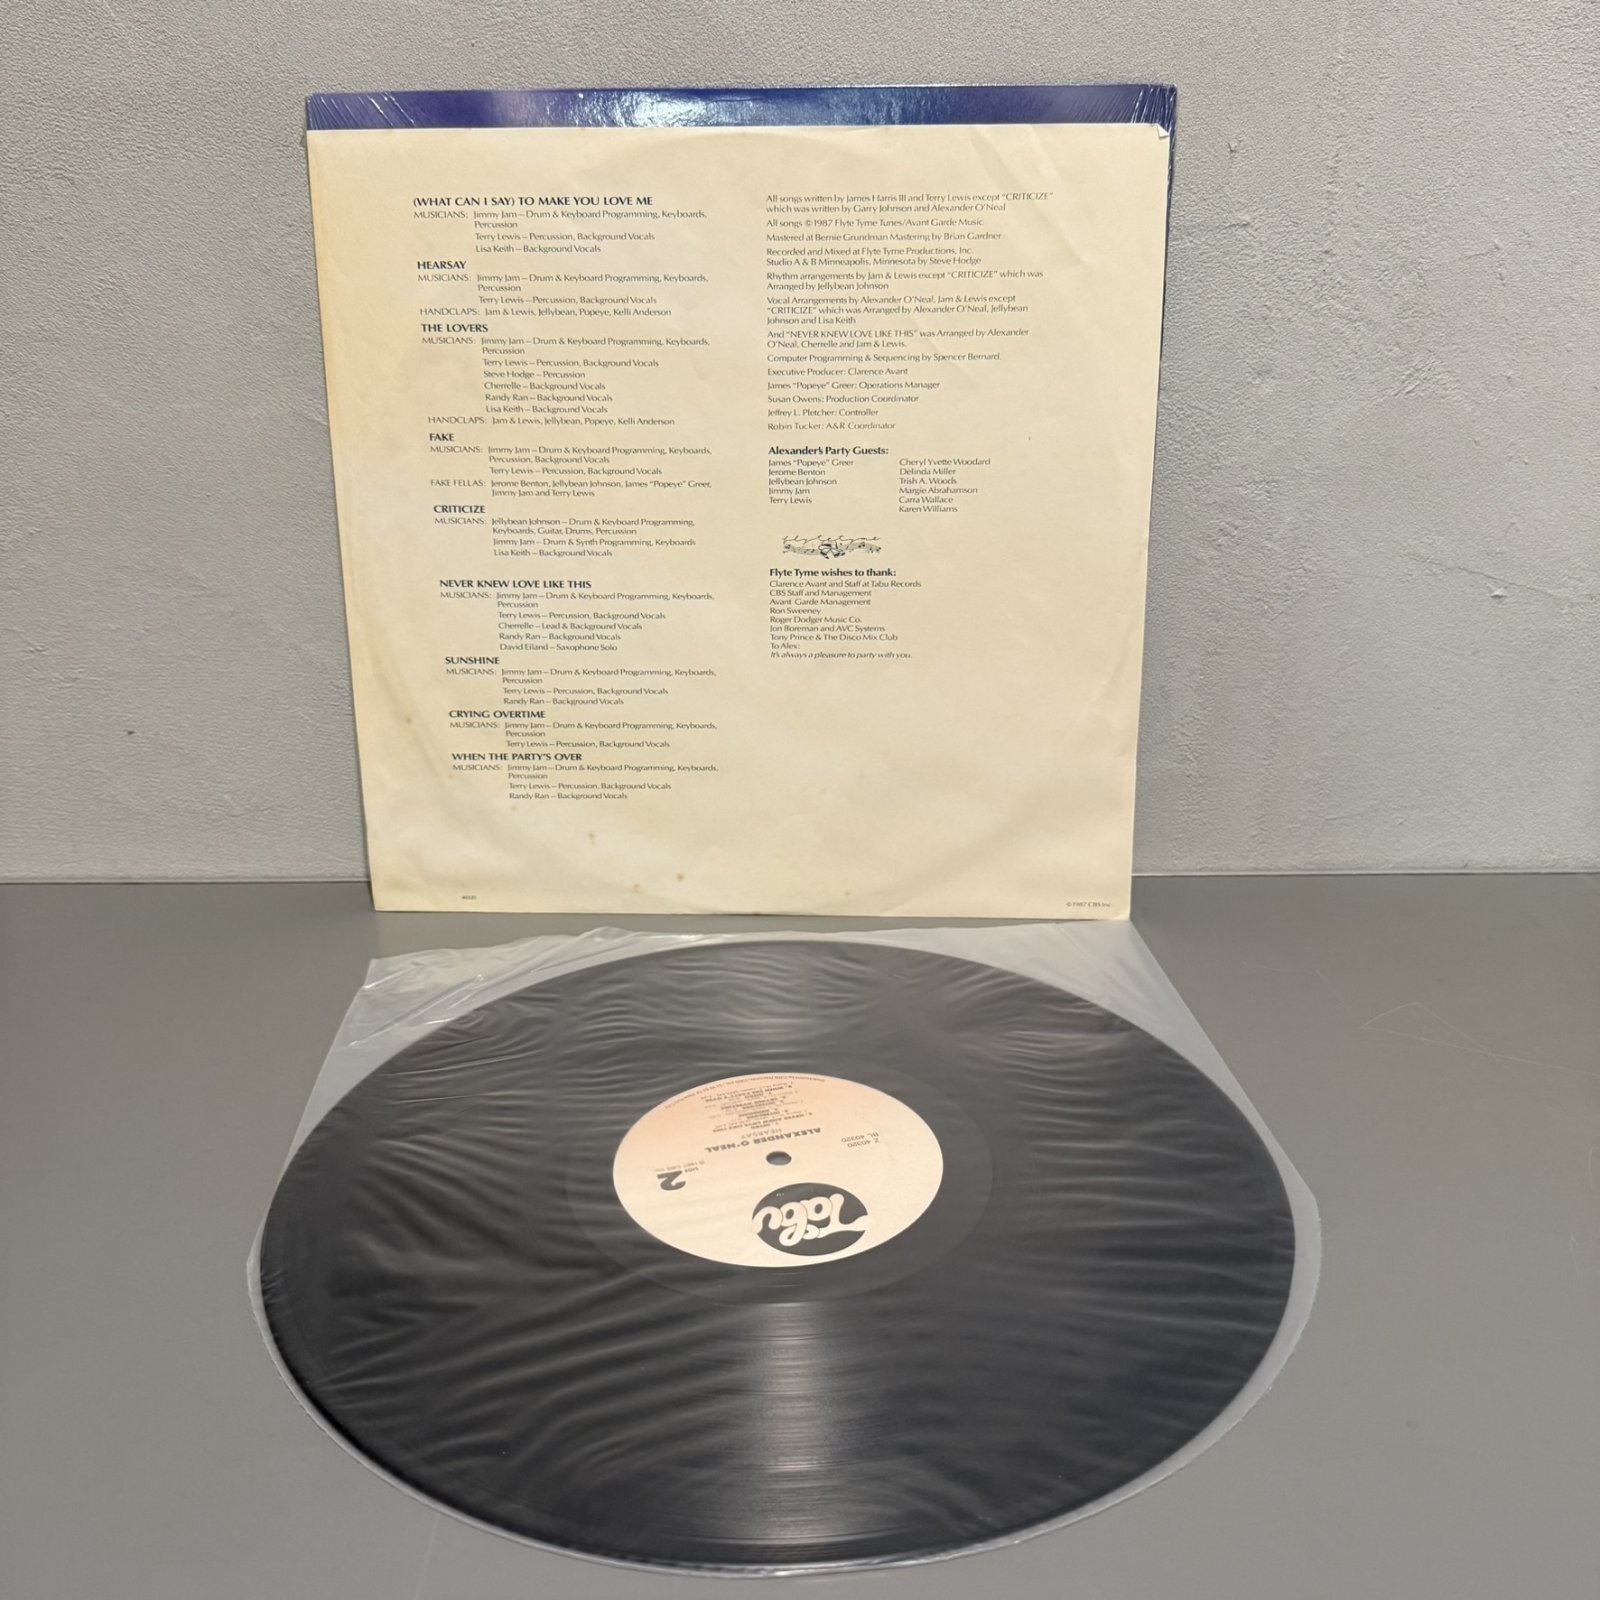 (WHAT CAN I SAY) TO MAKE YOU LOVE ME
MUSICIANS: Jimmy Jam – Drum & Keyboard Programming, Keyboards,
Percussion
Terry Lewis – Percussion, Background Vocals
Lisa Keith – Background Vocals
HEARSAY
MUSICIANS: Jimmy Jam – Drum & Keyboard Programming, Keyboards,
Percussion
Terry Lewis – Percussion, Background Vocals
HANDCLAPS: Jam & Lewis, Jellybean, Popeye, Kelli Anderson
THE LOVERS
MUSICIANS: Jimmy Jam – Drum & Keyboard Programming, Keyboards,
Percussion
Terry Lewis – Percussion, Background Vocals
Steve Hodge – Percussion
Cherrelle – Background Vocals
Randy Ran – Background Vocals
Lisa Keith – Background Vocals
HANDCLAPS: Jam & Lewis, Jellybean, Popeye, Kelli Anderson
FAKE
MUSICIANS: Jimmy Jam – Drum & Keyboard Programming, Keyboards,
Percussion, Background Vocals
Terry Lewis – Percussion, Background Vocals
FAKE FELLAS: Jerome Benton, Jellybean Johnson, James "Popeye" Greer,
Jimmy Jam and Terry Lewis
CRITICIZE
MUSICIANS: Jellybean Johnson – Drum & Keyboard Programming,
Keyboards, Guitar, Drums, Percussion
Jimmy Jam – Drum & Synth Programming, Keyboards
Lisa Keith – Background Vocals
NEVER KNEW LOVE LIKE THIS
MUSICIANS: Jimmy Jam – Drum & Keyboard Programming, Keyboards,
Percussion
Terry Lewis – Percussion, Background Vocals
Cherrelle – Lead & Background Vocals
Randy Ran – Background Vocals
David Eiland – Saxophone Solo
SUNSHINE
MUSICIANS: Jimmy Jam – Drum & Keyboard Programming, Keyboards,
Percussion
Terry Lewis – Percussion, Background Vocals
Randy Ran – Background Vocals
CRYING OVERTIME
MUSICIANS: Jimmy Jam – Drum & Keyboard Programming, Keyboards,
Percussion
Terry Lewis – Percussion, Background Vocals
WHEN THE PARTY'S OVER
MUSICIANS: Jimmy Jam – Drum & Keyboard Programming, Keyboards,
Percussion
Terry Lewis – Percussion, Background Vocals
Randy Ran – Background Vocals
40320
All songs written by James Harris III and Terry Lewis except "CRITICIZE"
which was written by Garry Johnson and Alexander O'Neal
All songs ©1987 Flyte Tyme Tunes/Avant Garde Music
Mastered at Bernie Grundman Mastering by Brian Gardner
Recorded and Mixed at Flyte Tyme Productions, Inc.
Studio A & B Minneapolis, Minnesota by Steve Hodge
Rhythm arrangements by Jam & Lewis except "CRITICIZE" which was
Arranged by Jellybean Johnson
Vocal Arrangements by Alexander O'Neal, Jam & Lewis except
"CRITICIZE" which was Arranged by Alexander O'Neal, Jellybean
Johnson and Lisa Keith
And "NEVER KNEW LOVE LIKE THIS" was Arranged by Alexander
O'Neal, Cherrelle and Jam & Lewis.
Computer Programming & Sequencing by Spencer Bernard.
Executive Producer: Clarence Avant
James "Popeye" Greer: Operations Manager
Susan Owens: Production Coordinator
Jeffrey L. Pletcher: Controller
Robin Tucker: A&R Coordinator
Alexander's Party Guests:
James "Popeye" Greer
Jerome Benton
Jellybean Johnson
Jimmy Jam
Terry Lewis
Cheryl Yvette Woodard
Delinda Miller
Trish A. Woods
Margie Abrahamson
Carra Wallace
Karen Williams
flyte tyme
Flyte Tyme wishes to thank:
Clarence Avant and Staff at Tabu Records
CBS Staff and Management
Avant Garde Management
Ron Sweeney
Roger Dodger Music Co.
Jon Boreman and AVC Systems
Tony Prince & The Disco Mix Club
To Alex:
It's always a pleasure to party with you.
©1987 CBS Inc.
Tabu
SIDE
2
Z 40320
BL 40320
ALEXANDER O'NEAL
HEARSAY